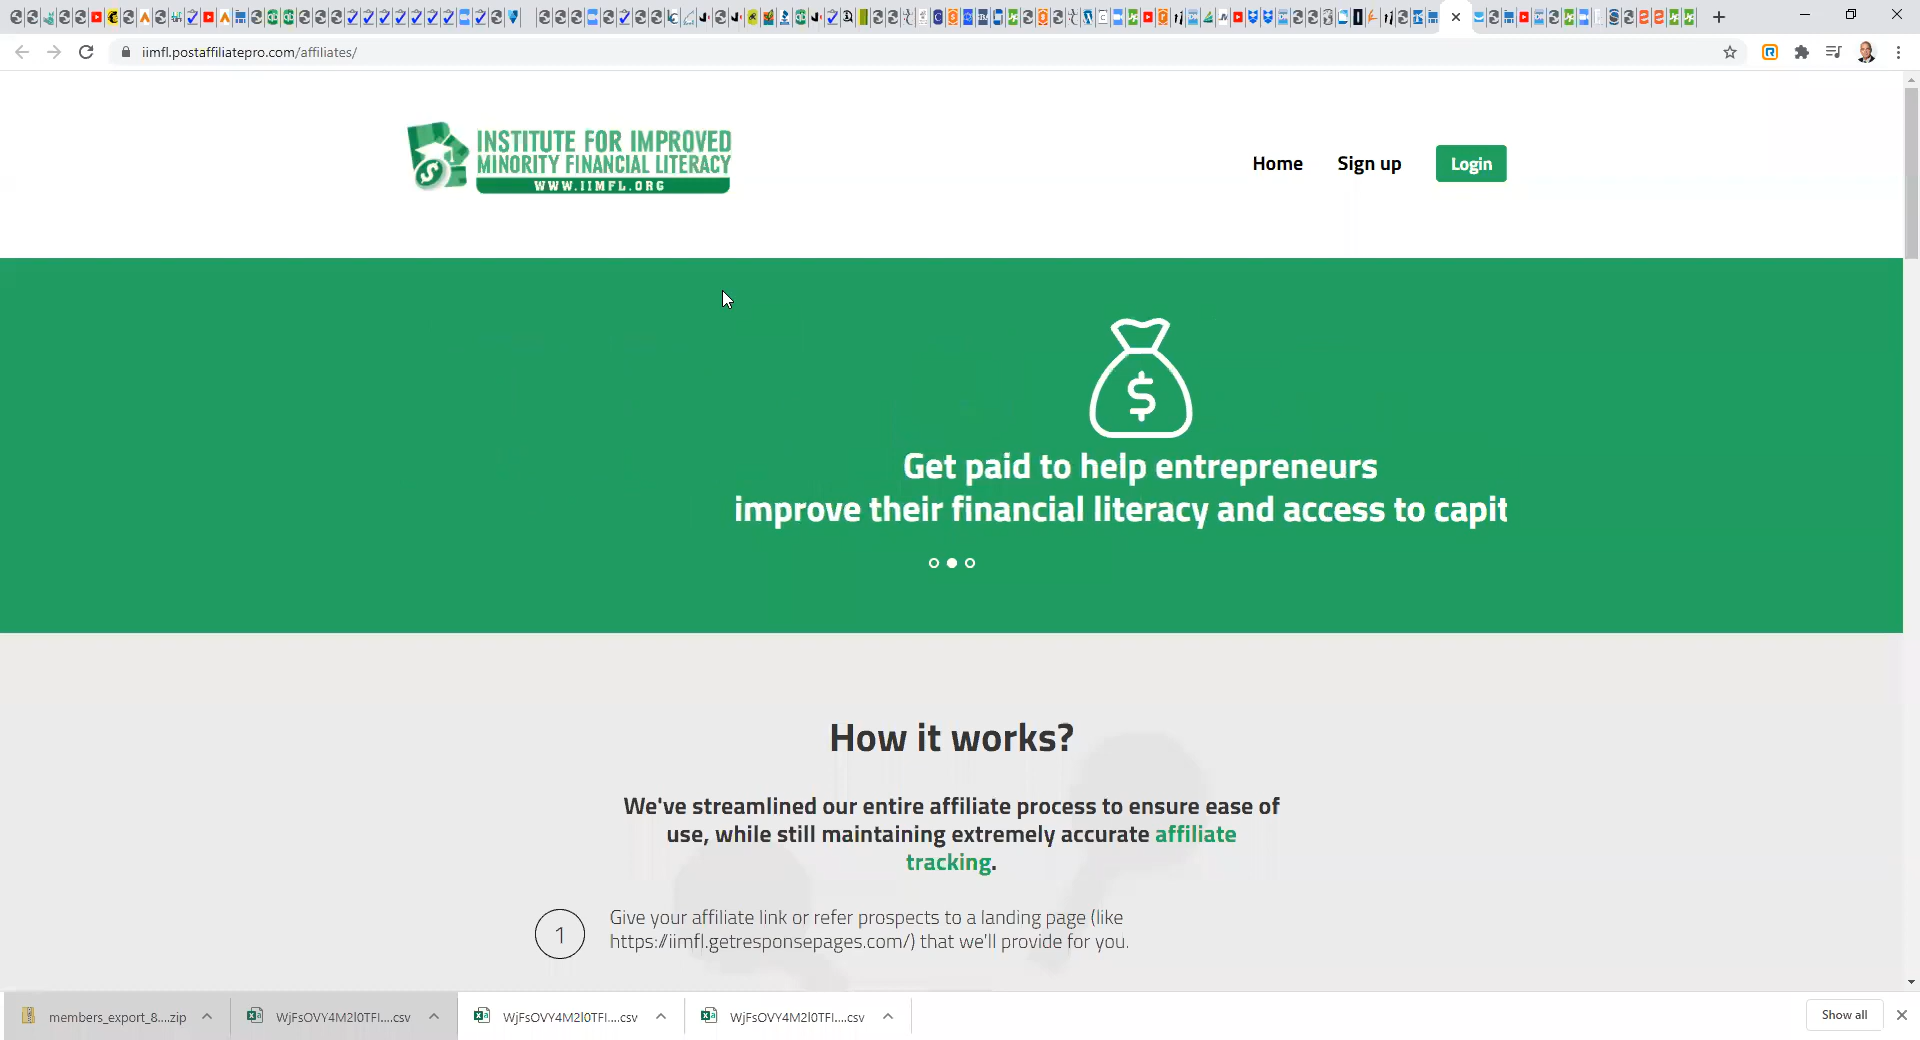 iimfl.postaffiliatepro.com/affiliates/
INSTITUTE FOR IMPROVED
MINORITY FINANCIAL LITERACY
WWW.IIMFL.ORG
Home
Sign up
Login
$
Get paid to help entrepreneurs
improve their financial literacy and access to capit
How it works?
We've streamlined our entire affiliate process to ensure ease of
use, while still maintaining extremely accurate affiliate
tracking.
1
Give your affiliate link or refer prospects to a landing page (like
https://iimfl.getresponsepages.com/) that we'll provide for you.
members_export_8....zip
WjFsOVY4M2l0TFl....csv
WjFsOVY4M2l0TFl....csv
WjFsOVY4M2l0TFl....csv
Show all